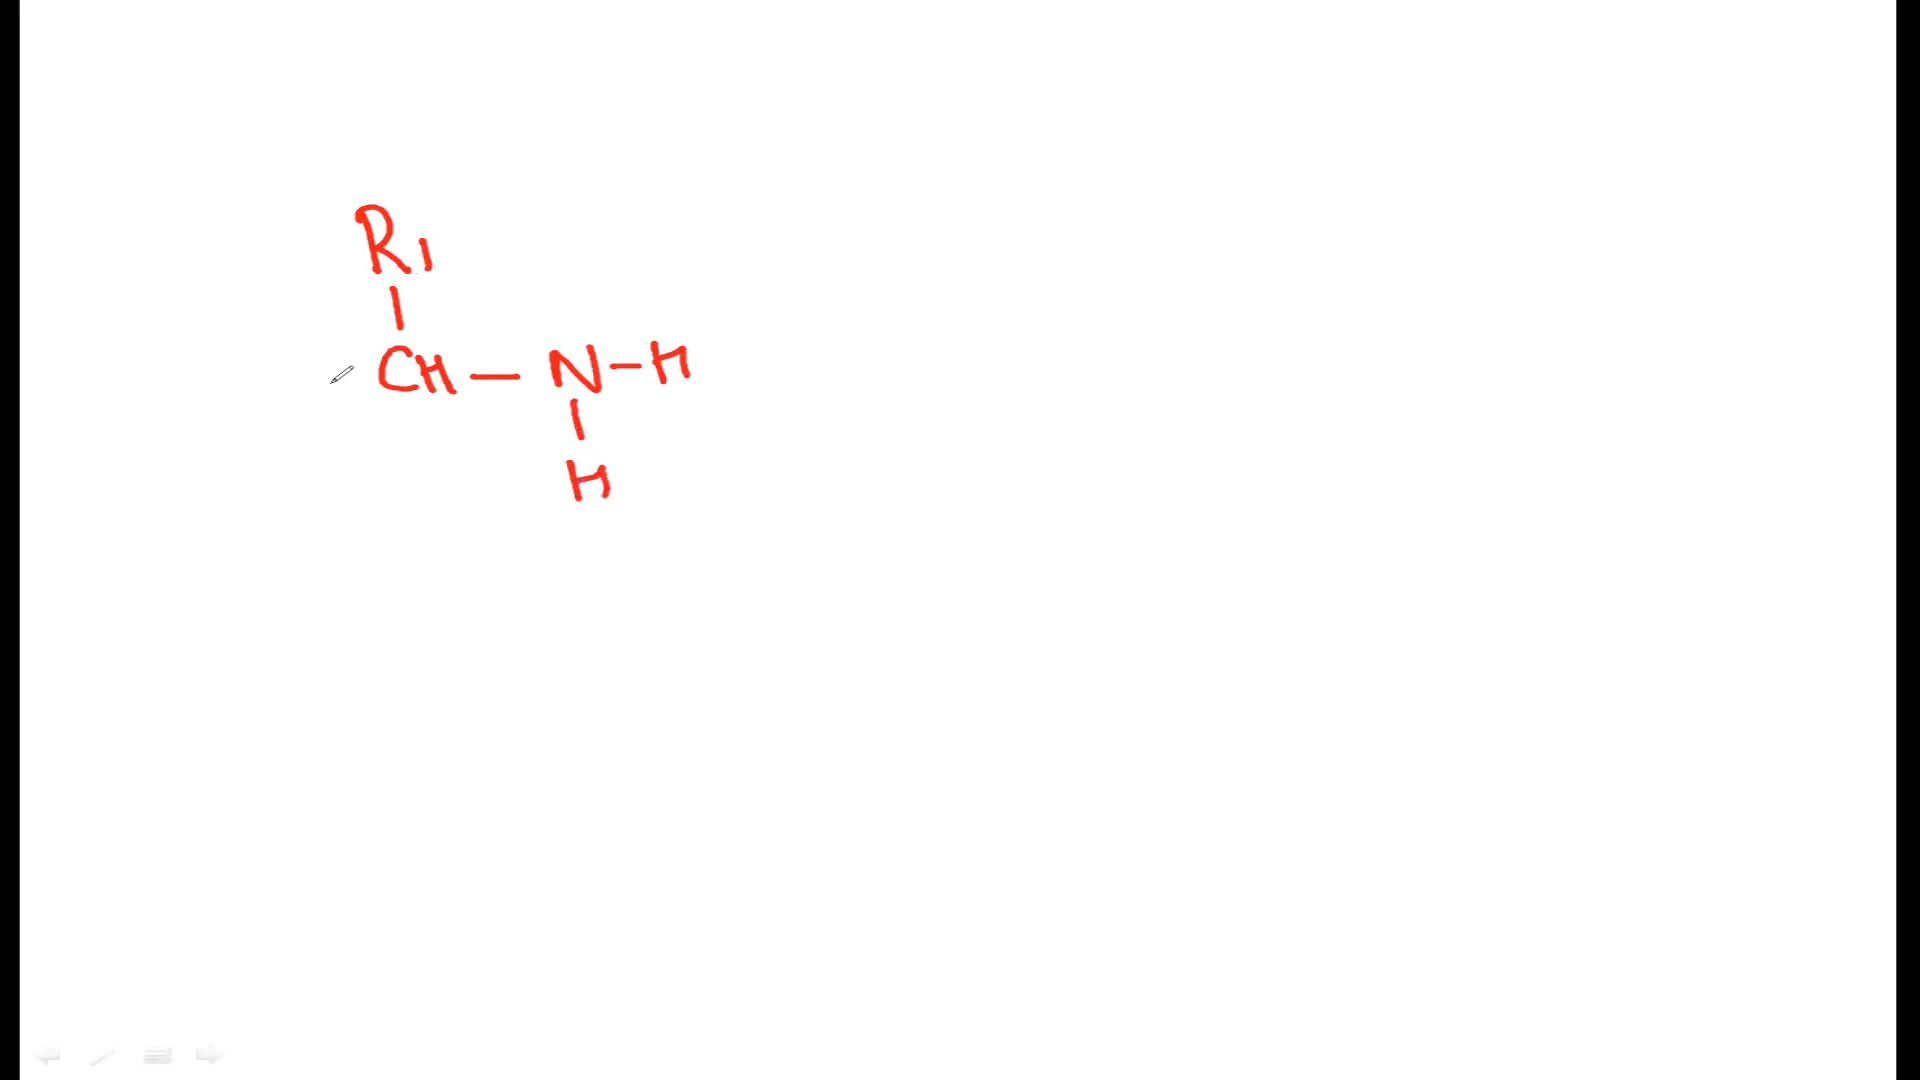 R1
|
CH — N – H
|
H